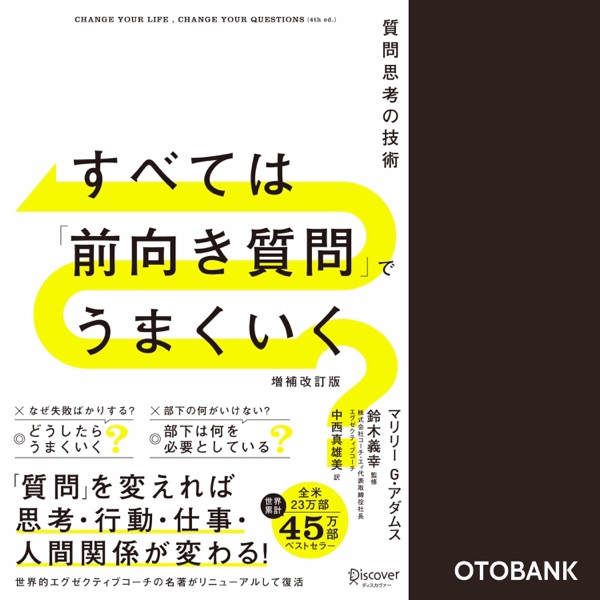 CHANGE YOUR LIFE , CHANGE YOUR QUESTIONS (4th ed.)
質問思考の技術
すべては
「前向き質問」で
うまくいく
増補改訂版
マリリー G・アダムス
鈴木義幸 監修
株式会社コーチ・エィ代表取締役社長
エグゼクティブコーチ
中西真雄美 訳
× なぜ失敗ばかりする?
◎ どうしたら
うまくいく?
× 部下の何がいけない?
◎ 部下は何を
必要としている?
「質問」を変えれば
思考・行動・仕事・
人間関係が変わる!
世界累計
45万部
全米
23万部
ベストセラー
世界的エグゼクティブコーチの名著がリニューアルして復活
Discover
ディスカヴァー
OTOBANK